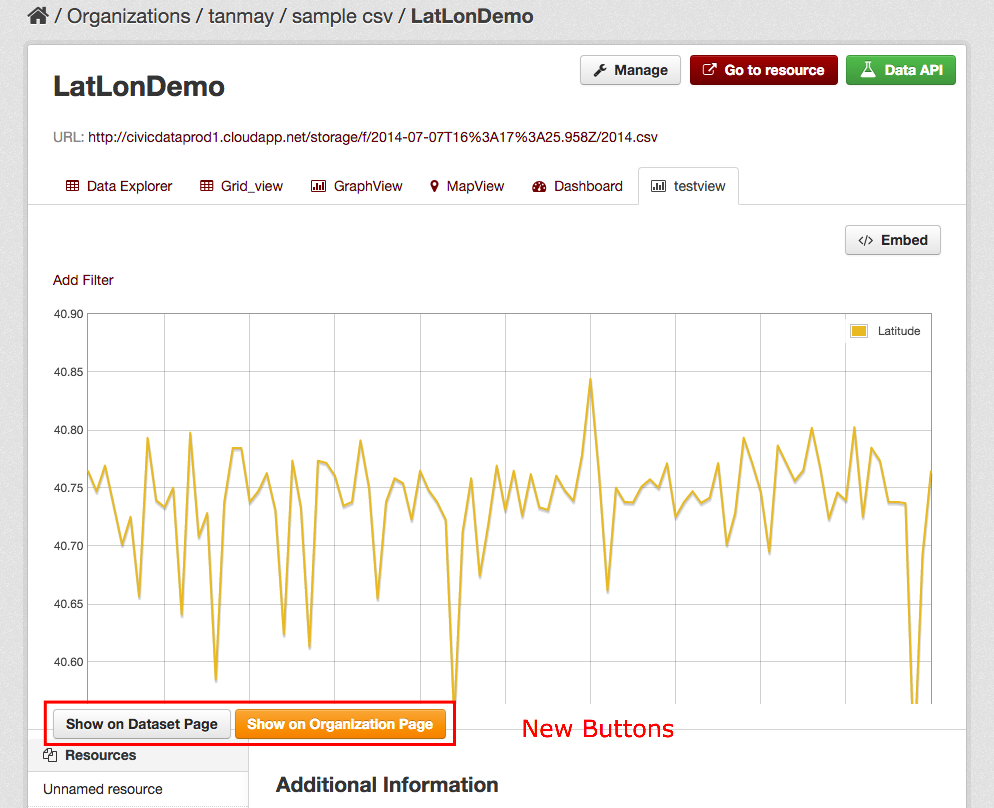 / Organizations / tanmay / sample csv / LatLonDemo
LatLonDemo
Manage
Go to resource
Data API
URL: http://civicdataprod1.cloudapp.net/storage/f/2014-07-07T16%3A17%3A25.958Z/2014.csv
Data Explorer
Grid_view
GraphView
MapView
Dashboard
testview
</> Embed
Add Filter
40.90
Latitude
40.85
40.80
40.75
40.70
40.65
40.60
Show on Dataset Page
Show on Organization Page
New Buttons
Resources
Additional Information
Unnamed resource